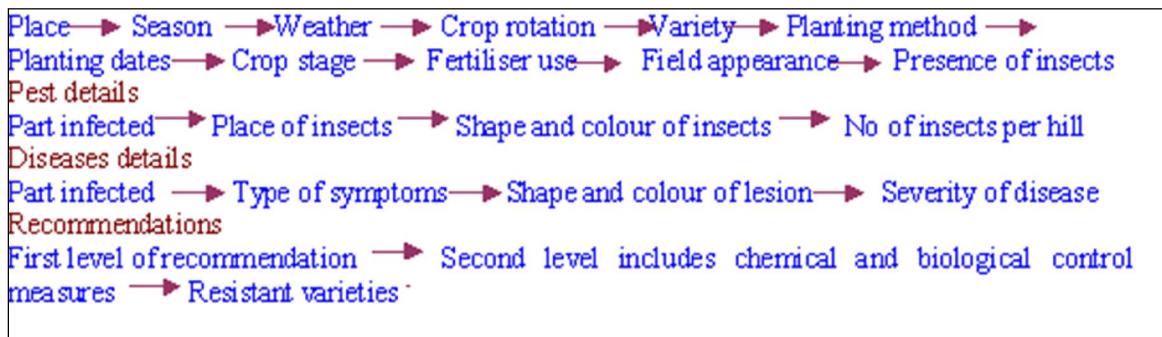 Place → Season → Weather → Crop rotation → Variety → Planting method →
Planting dates → Crop stage → Fertiliser use → Field appearance → Presence of insects
Pest details
Part infected → Place of insects → Shape and colour of insects → No of insects per hill
Diseases details
Part infected → Type of symptoms → Shape and colour of lesion → Severity of disease
Recommendations
First level of recommendation → Second level includes chemical and biological control
measures → Resistant varieties